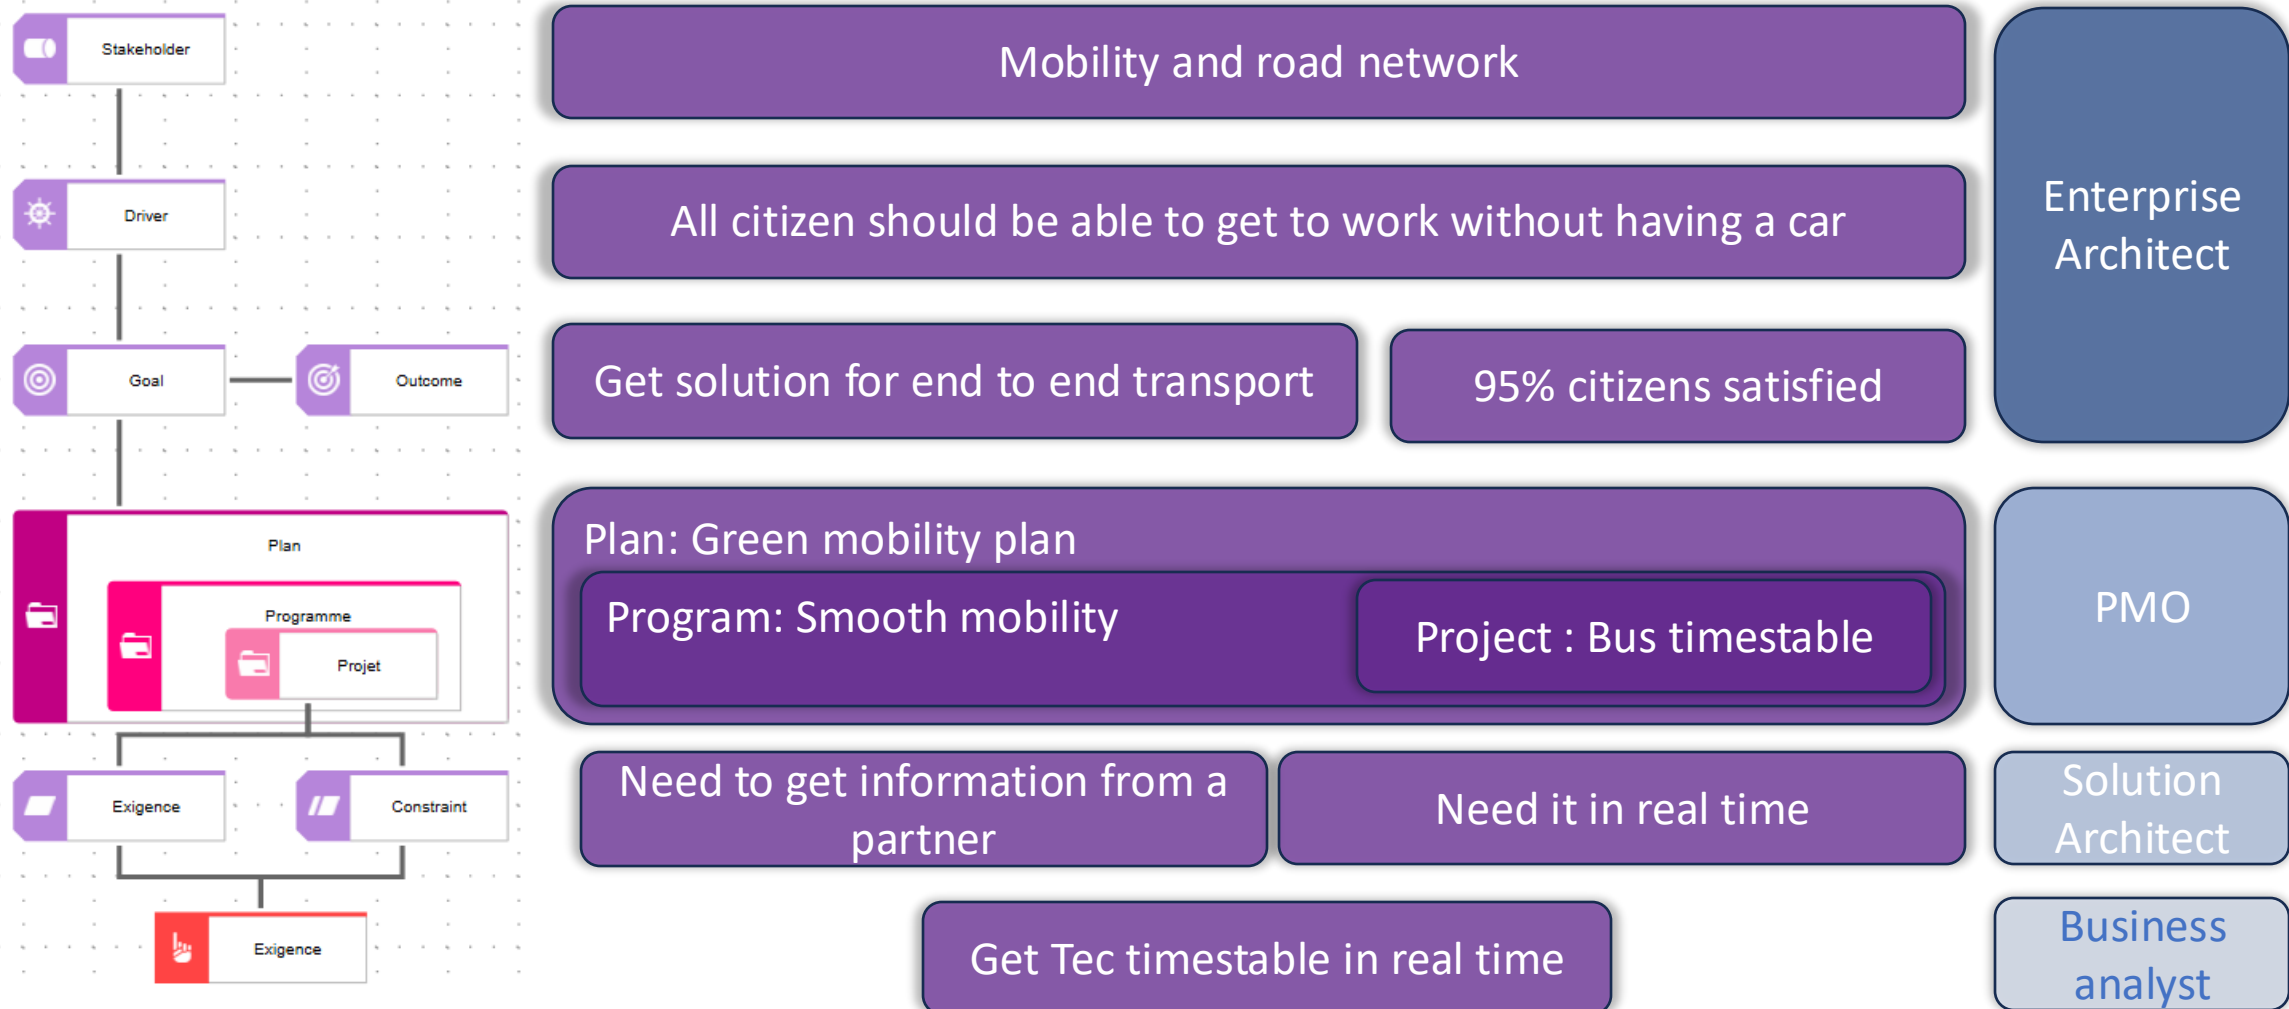 Stakeholder
Mobility and road network
Enterprise
Architect
Driver
All citizen should be able to get to work without having a car
Goal
Outcome
Get solution for end to end transport
95% citizens satisfied
Plan
Programme
Projet
Plan: Green mobility plan
Program: Smooth mobility
Project : Bus timestable
PMO
Exigence
Constraint
Need to get information from a
partner
Need it in real time
Solution
Architect
Exigence
Get Tec timestable in real time
Business
analyst